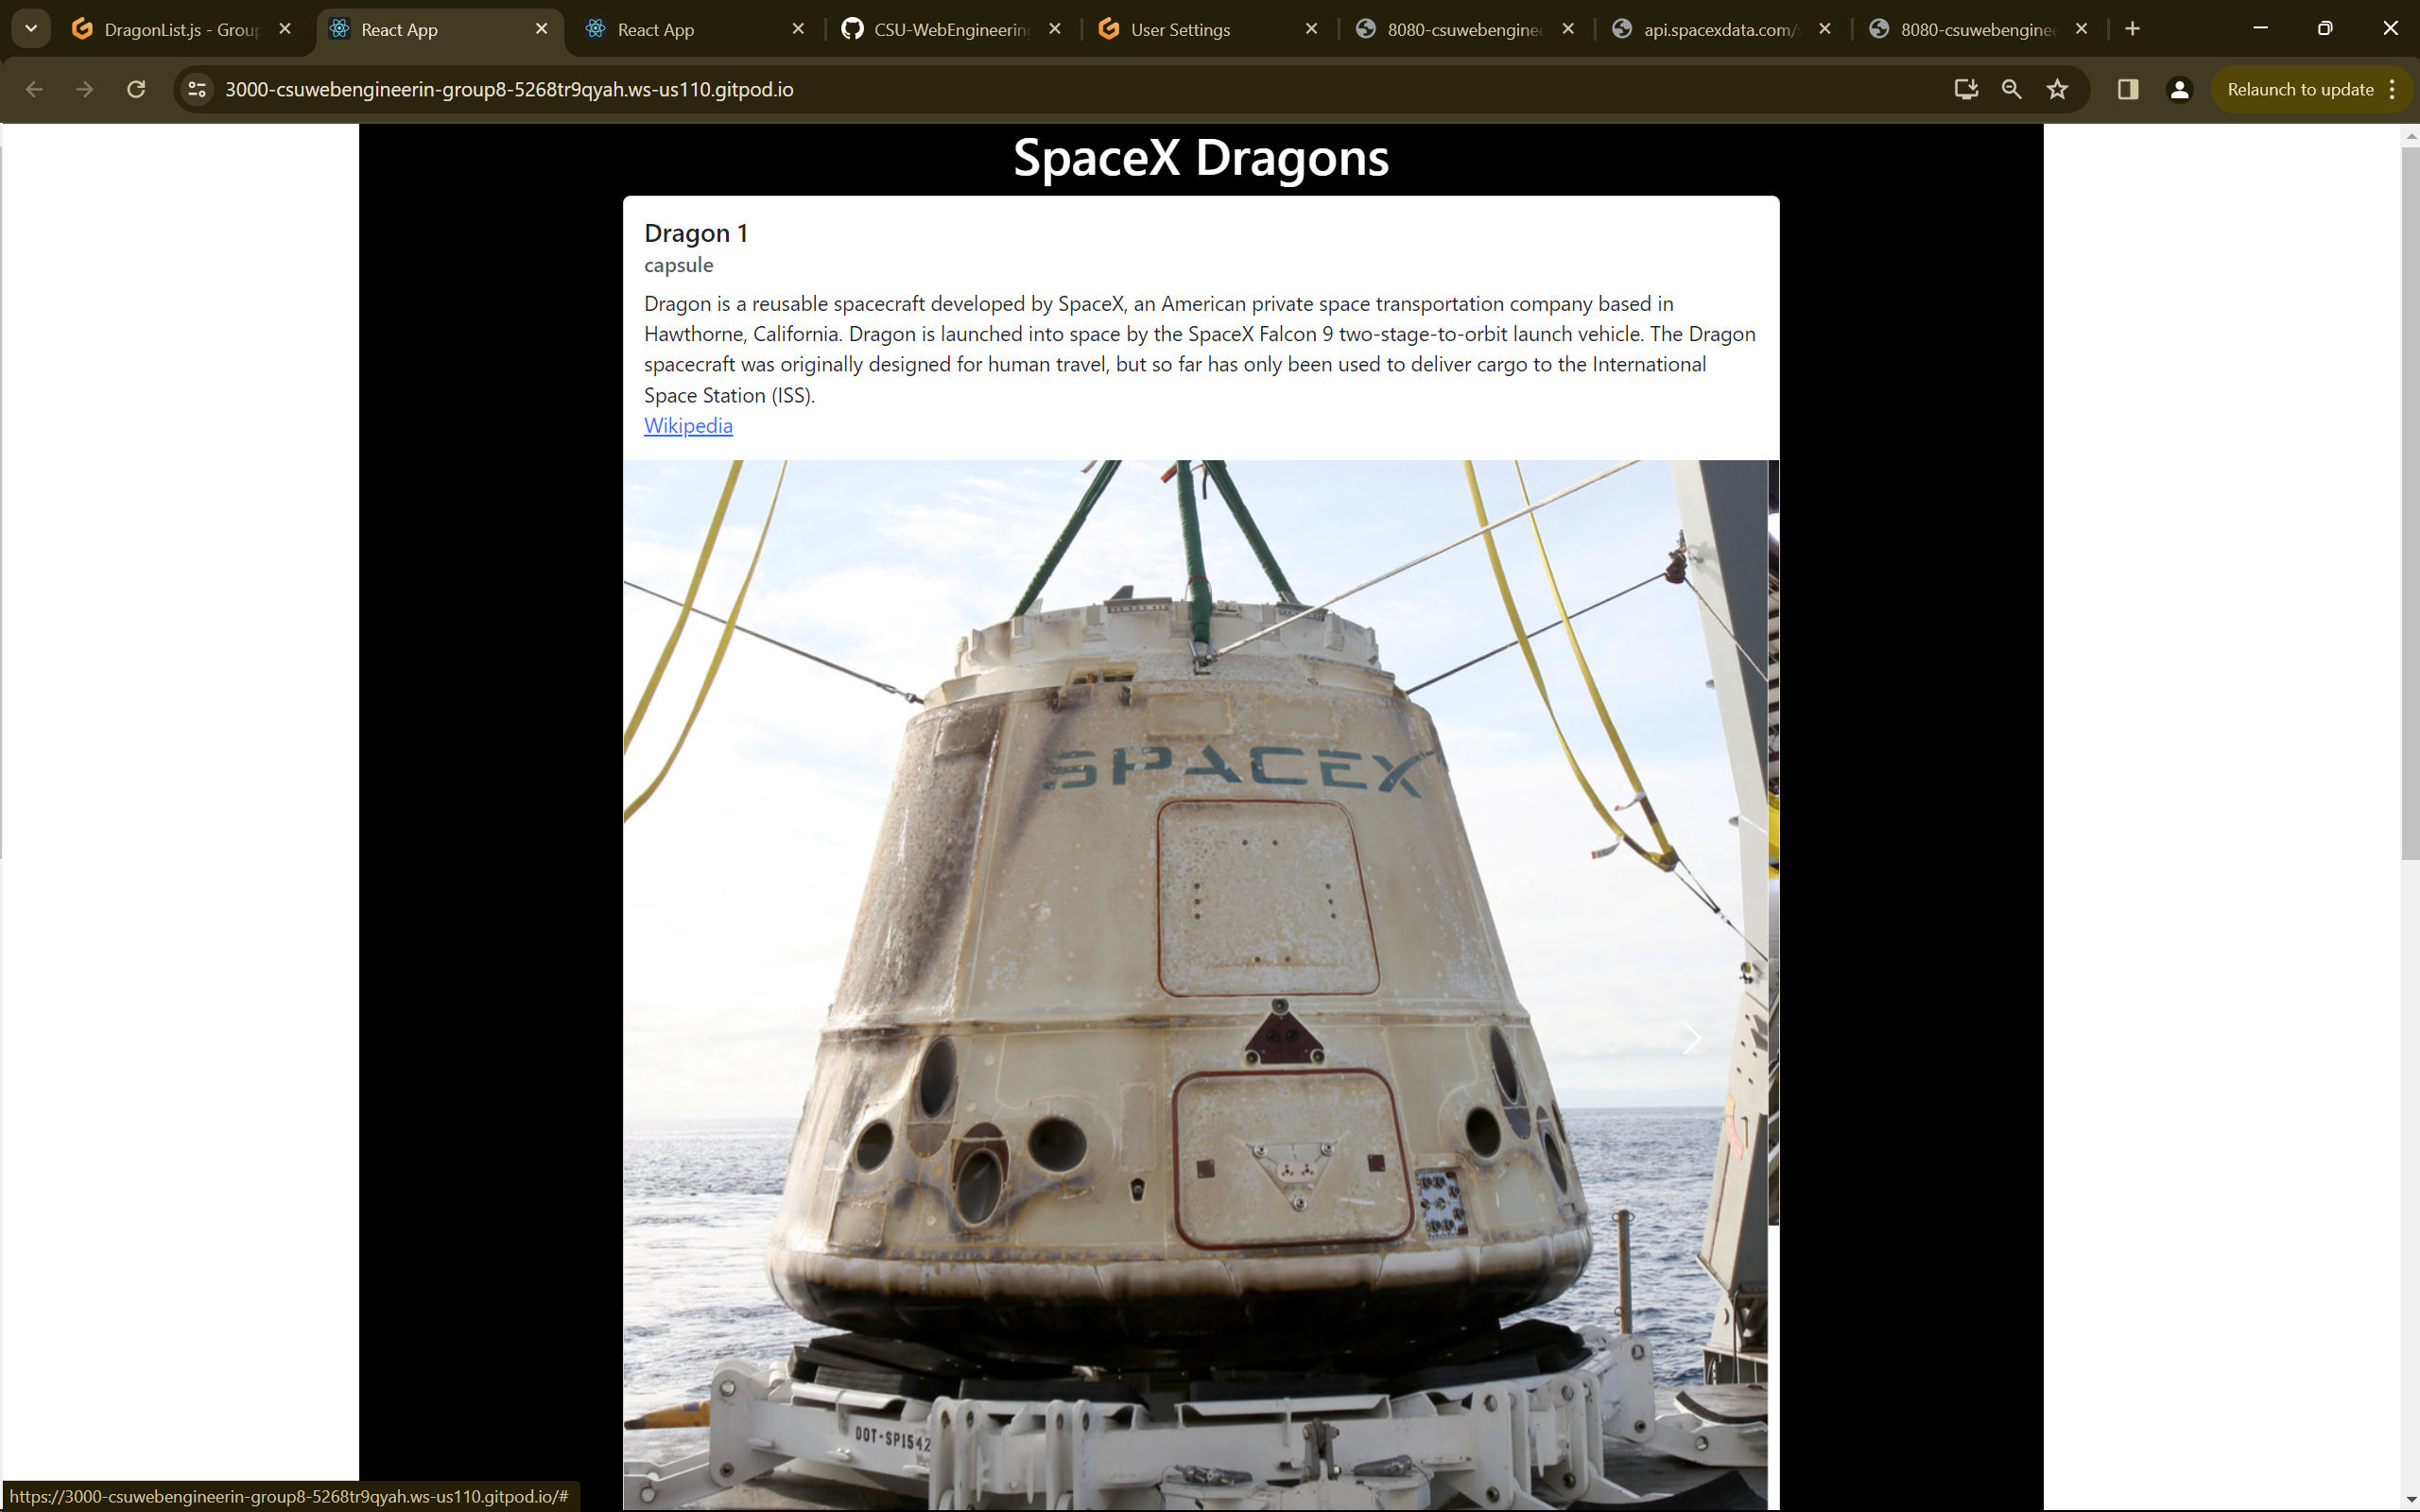 DragonList.js - Group
React App
React App
CSU-WebEngineering
User Settings
8080-csuwebenginee
api.spacexdata.com/
8080-csuwebenginee
3000-csuwebengineerin-group8-5268tr9qyah.ws-us110.gitpod.io
Relaunch to update
SpaceX Dragons
Dragon 1
capsule
Dragon is a reusable spacecraft developed by SpaceX, an American private space transportation company based in
Hawthorne, California. Dragon is launched into space by the SpaceX Falcon 9 two-stage-to-orbit launch vehicle. The Dragon
spacecraft was originally designed for human travel, but so far has only been used to deliver cargo to the International
Space Station (ISS).
Wikipedia
SPACEX
DOT-SP1542
https://3000-csuwebengineerin-group8-5268tr9qyah.ws-us110.gitpod.io/#